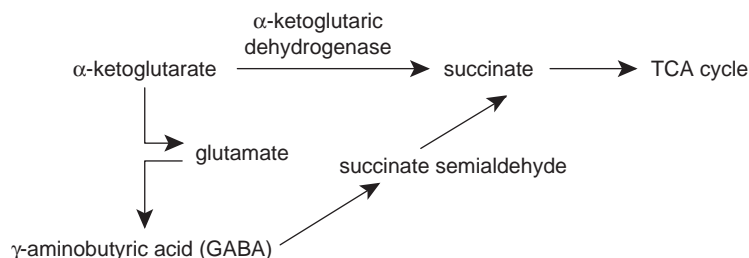 α-ketoglutaric
dehydrogenase
α-ketoglutarate
succinate
TCA cycle
glutamate
succinate semialdehyde
γ-aminobutyric acid (GABA)